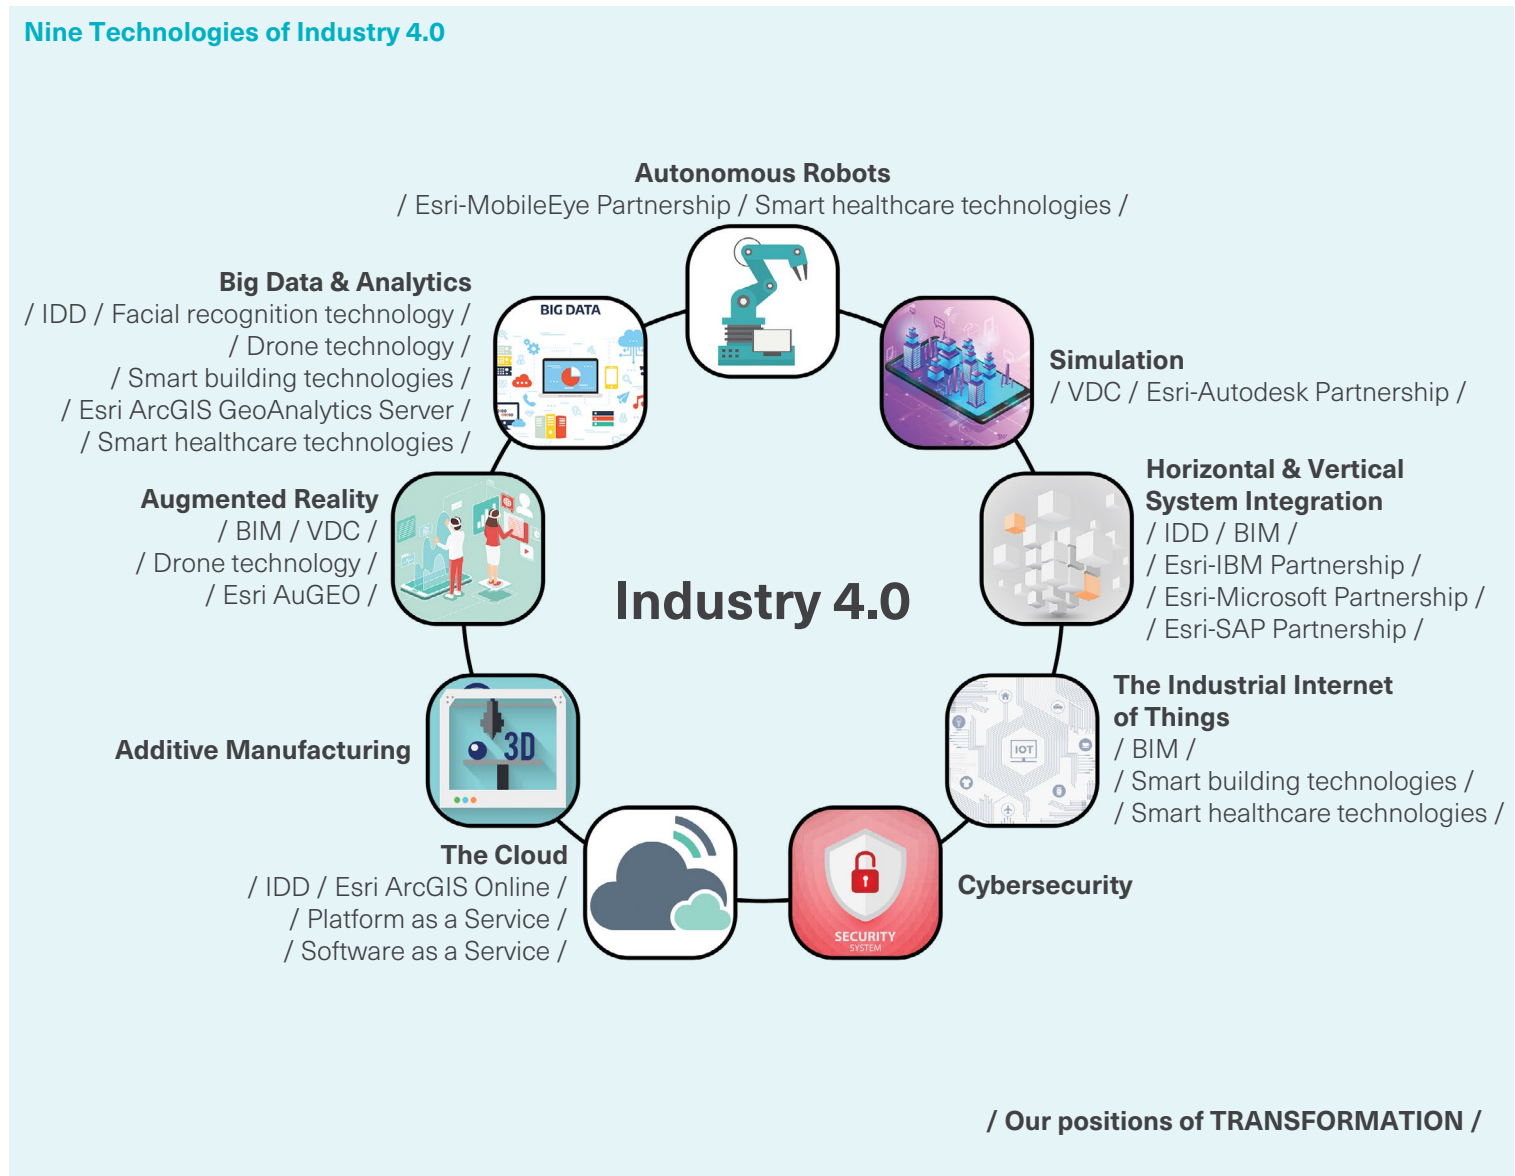 Nine Technologies of Industry 4.0
Autonomous Robots
/ Esri-MobileEye Partnership / Smart healthcare technologies /
Big Data & Analytics
/ IDD / Facial recognition technology /
/ Drone technology /
/ Smart building technologies /
/ Esri ArcGIS GeoAnalytics Server /
/ Smart healthcare technologies /
BIG DATA
Simulation
/ VDC / Esri-Autodesk Partnership /
Augmented Reality
/ BIM / VDC /
/ Drone technology /
/ Esri AuGEO /
Horizontal & Vertical
System Integration
/ IDD / BIM /
/ Esri-IBM Partnership /
/ Esri-Microsoft Partnership /
/ Esri-SAP Partnership /
Industry 4.0
The Industrial Internet
of Things
/ BIM /
/ Smart building technologies /
/ Smart healthcare technologies /
IOT
Additive Manufacturing
3D
The Cloud
/ IDD / Esri ArcGIS Online /
/ Platform as a Service /
/ Software as a Service /
Cybersecurity
SECURITY
SYSTEM
/ Our positions of TRANSFORMATION /